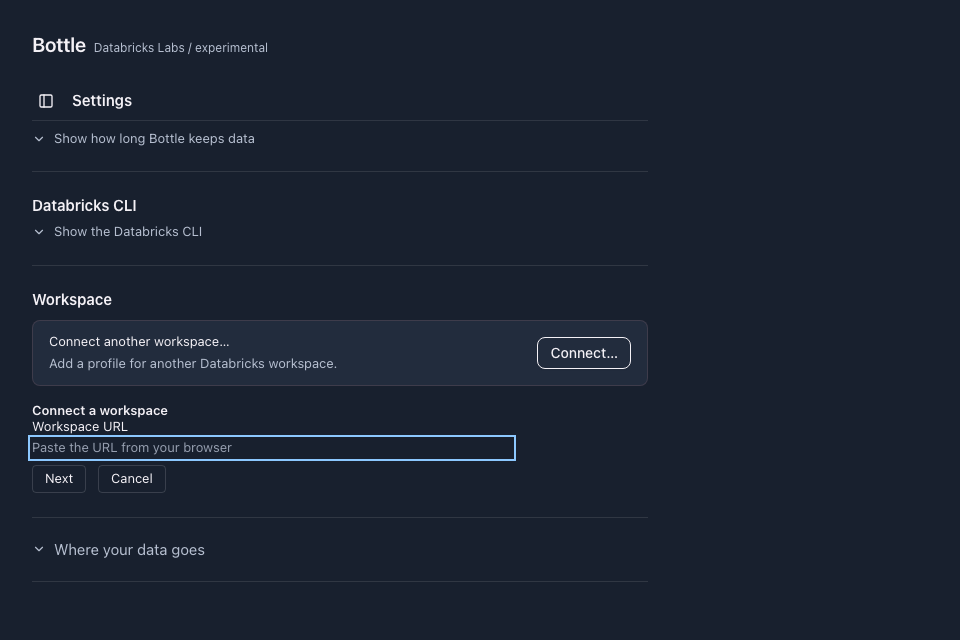 Bottle Databricks Labs / experimental
Settings
Show how long Bottle keeps data
Databricks CLI
Show the Databricks CLI
Workspace
Connect another workspace…
Add a profile for another Databricks workspace.
Connect…
Connect a workspace
Workspace URL
Paste the URL from your browser
Next Cancel
Where your data goes